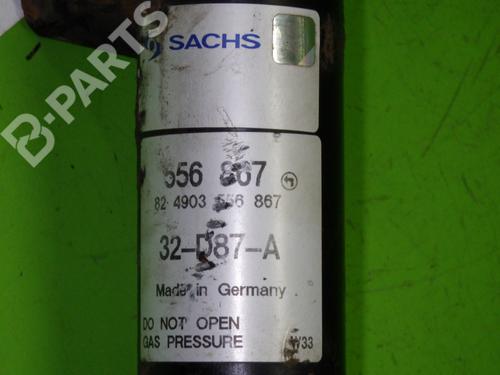 SACHS
B-PARTS
556 867
82 4903 556 867
32-D87-A
Made in Germany
DO NOT OPEN
GAS PRESSURE W33